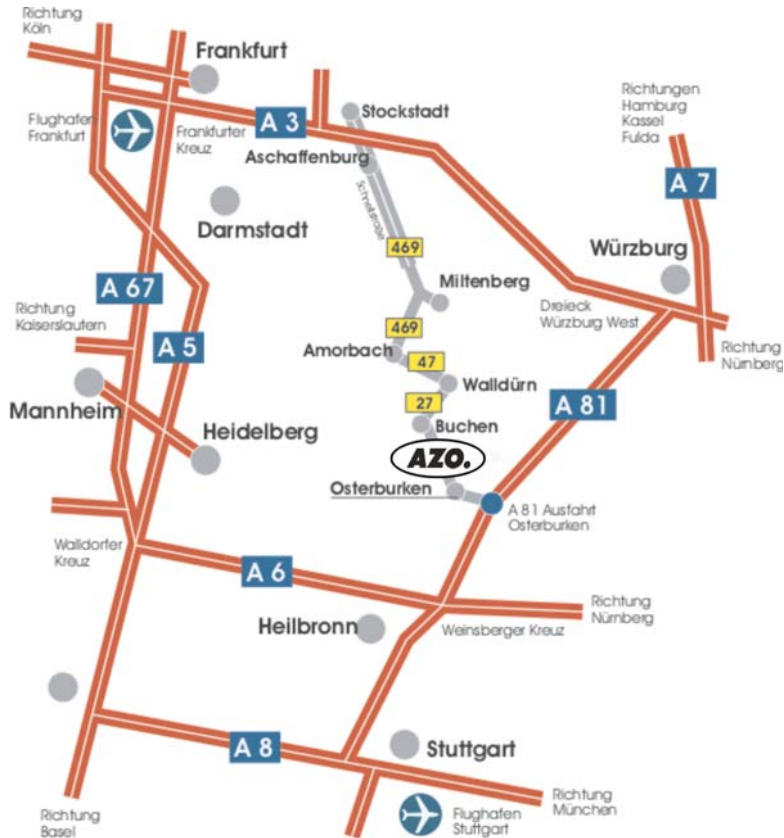 Richtung
Köln
Frankfurt
Richtungen
Hamburg
Kassel
Fulda
Flughafen
Frankfurt
Frankfurter
Kreuz
A 3
Stockstadt
Aschaffenburg
Schnellstraße
A 7
Darmstadt
469
Würzburg
A 67
Miltenberg
Richtung
Kaiserslautern
Dreieck
Würzburg West
469
A 5
Amorbach
47
Richtung
Nürnberg
Walldürn
Mannheim
27
A 81
Buchen
Heidelberg
AZO.
Osterburken
A 81 Ausfahrt
Osterburken
Walldorfer
Kreuz
A 6
Richtung
Nürnberg
Heilbronn
Weinsberger Kreuz
A 8
Stuttgart
Richtung
München
Richtung
Basel
Flughafen
Stuttgart